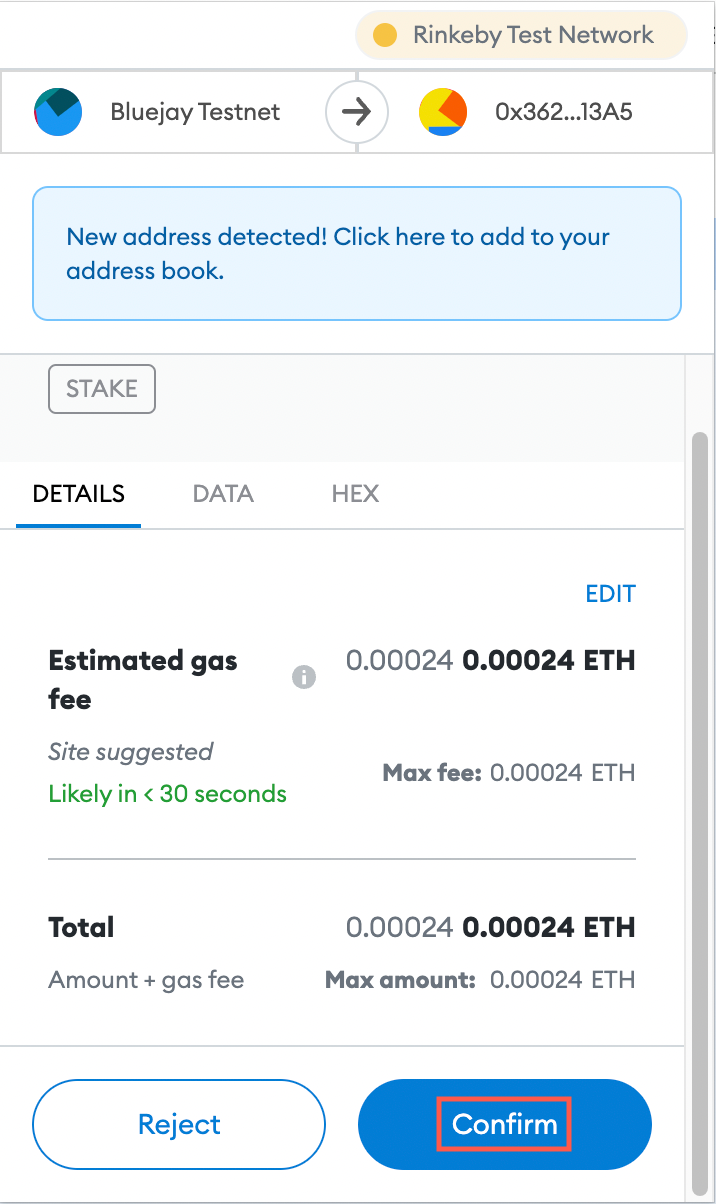 Rinkeby Test Network
Bluejay Testnet
0x362...13A5
New address detected! Click here to add to your
address book.
STAKE
DETAILS DATA HEX
EDIT
Estimated gas
fee
0.00024 0.00024 ETH
Site suggested
Likely in < 30 seconds
Max fee: 0.00024 ETH
Total 0.00024 0.00024 ETH
Amount + gas fee Max amount: 0.00024 ETH
Reject Confirm